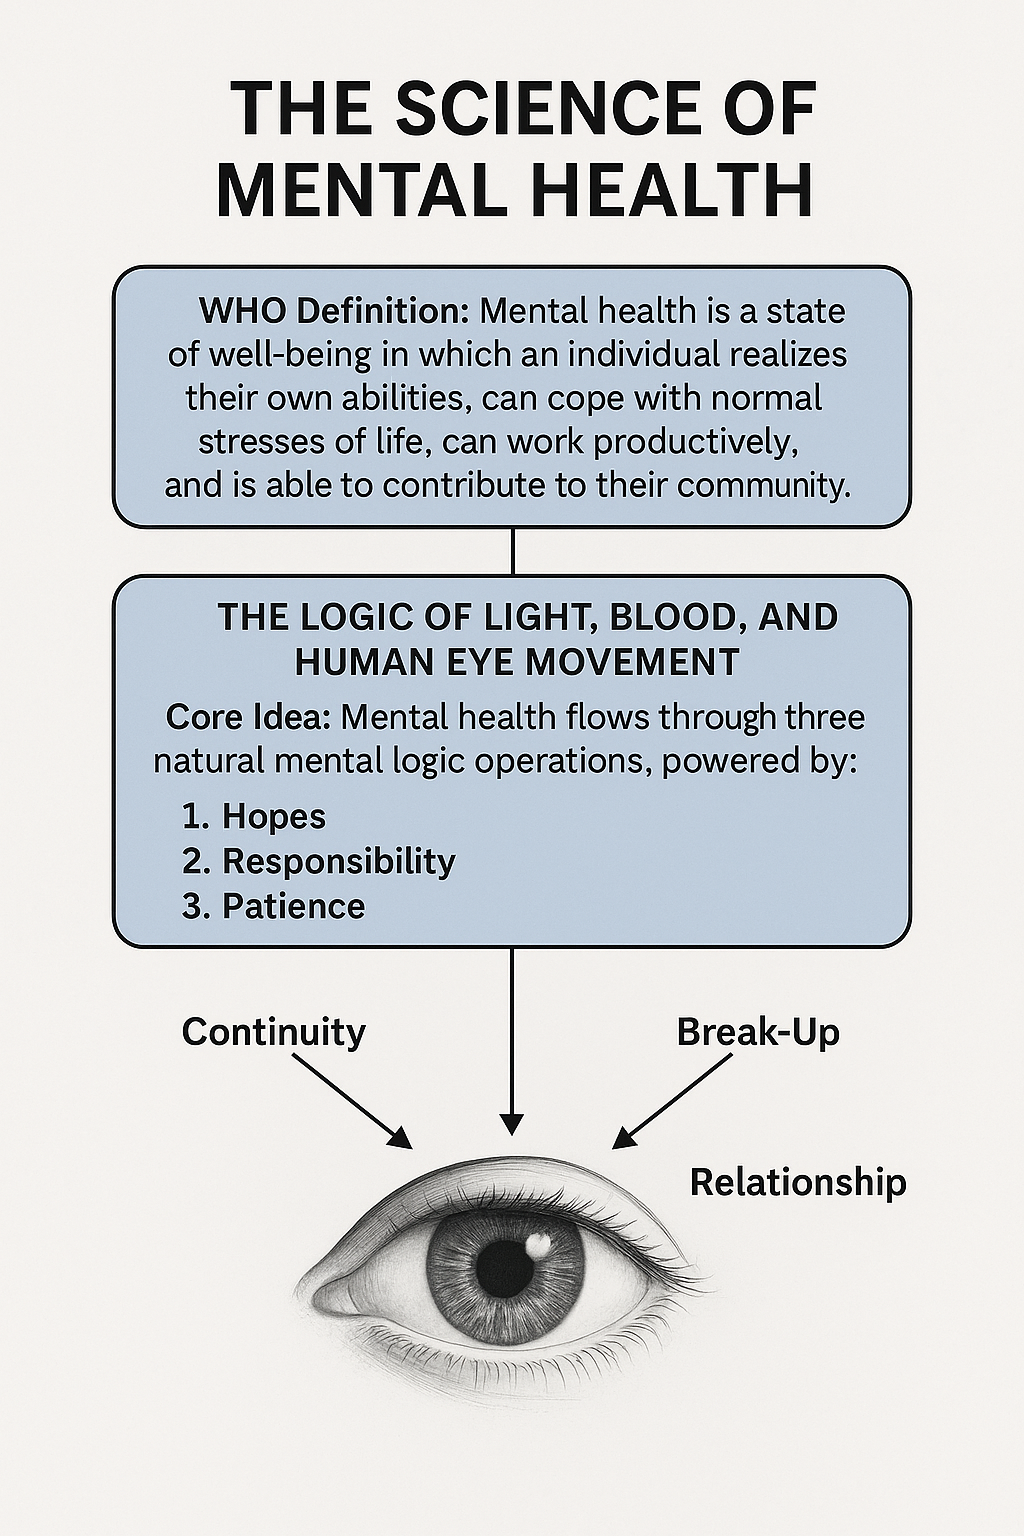 THE SCIENCE OF
MENTAL HEALTH
WHO Definition: Mental health is a state
of well-being in which an individual realizes
their own abilities, can cope with normal
stresses of life, can work productively,
and is able to contribute to their community.
THE LOGIC OF LIGHT, BLOOD, AND
HUMAN EYE MOVEMENT
Core Idea: Mental health flows through three
natural mental logic operations, powered by:
1. Hopes
2. Responsibility
3. Patience
Continuity
Break-Up
Relationship